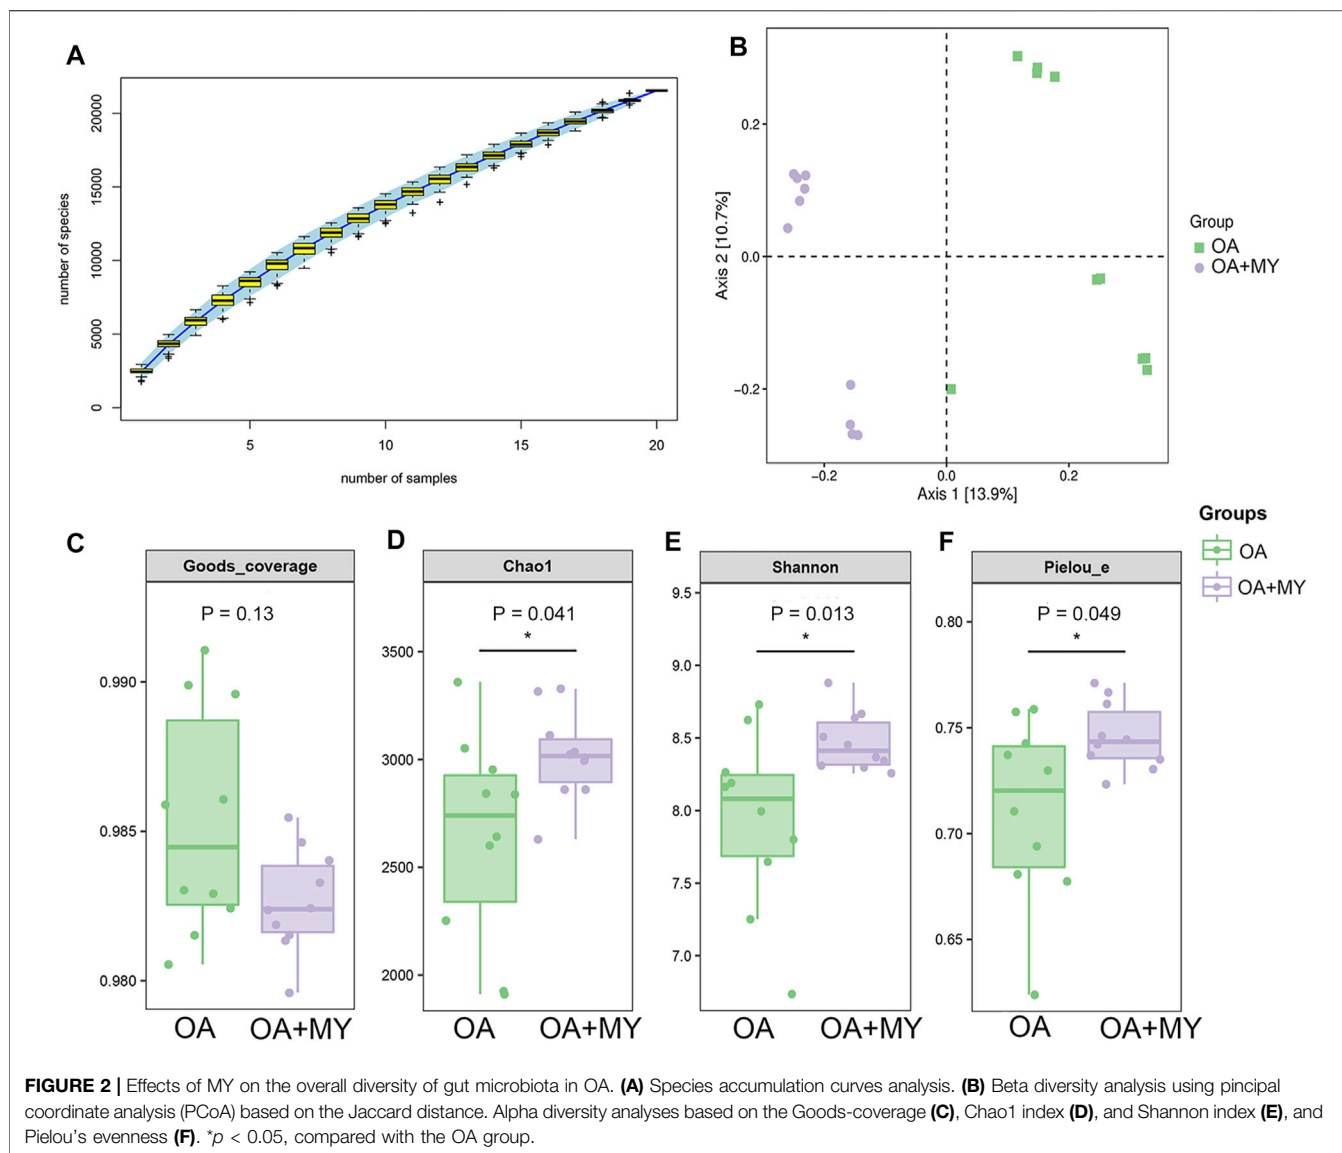 A
20000
15000
10000
5000
0
number of species
5
10
15
20
number of samples
B
0.2
0.0
−0.2
Axis 2 [10.7%]
−0.2
0.0
0.2
Axis 1 [13.9%]
Group
OA
OA+MY
C
Goods_coverage
P = 0.13
0.990
0.985
0.980
OA OA+MY
D
Chao1
P = 0.041
*
3500
3000
2500
2000
OA OA+MY
E
Shannon
P = 0.013
*
9.5
9.0
8.5
8.0
7.5
7.0
OA OA+MY
F
Pielou_e
P = 0.049
*
0.80
0.75
0.70
0.65
OA OA+MY
Groups
OA
OA+MY
FIGURE 2 | Effects of MY on the overall diversity of gut microbiota in OA. (A) Species accumulation curves analysis. (B) Beta diversity analysis using pincipal
coordinate analysis (PCoA) based on the Jaccard distance. Alpha diversity analyses based on the Goods-coverage (C), Chao1 index (D), and Shannon index (E), and
Pielou's evenness (F). *p < 0.05, compared with the OA group.